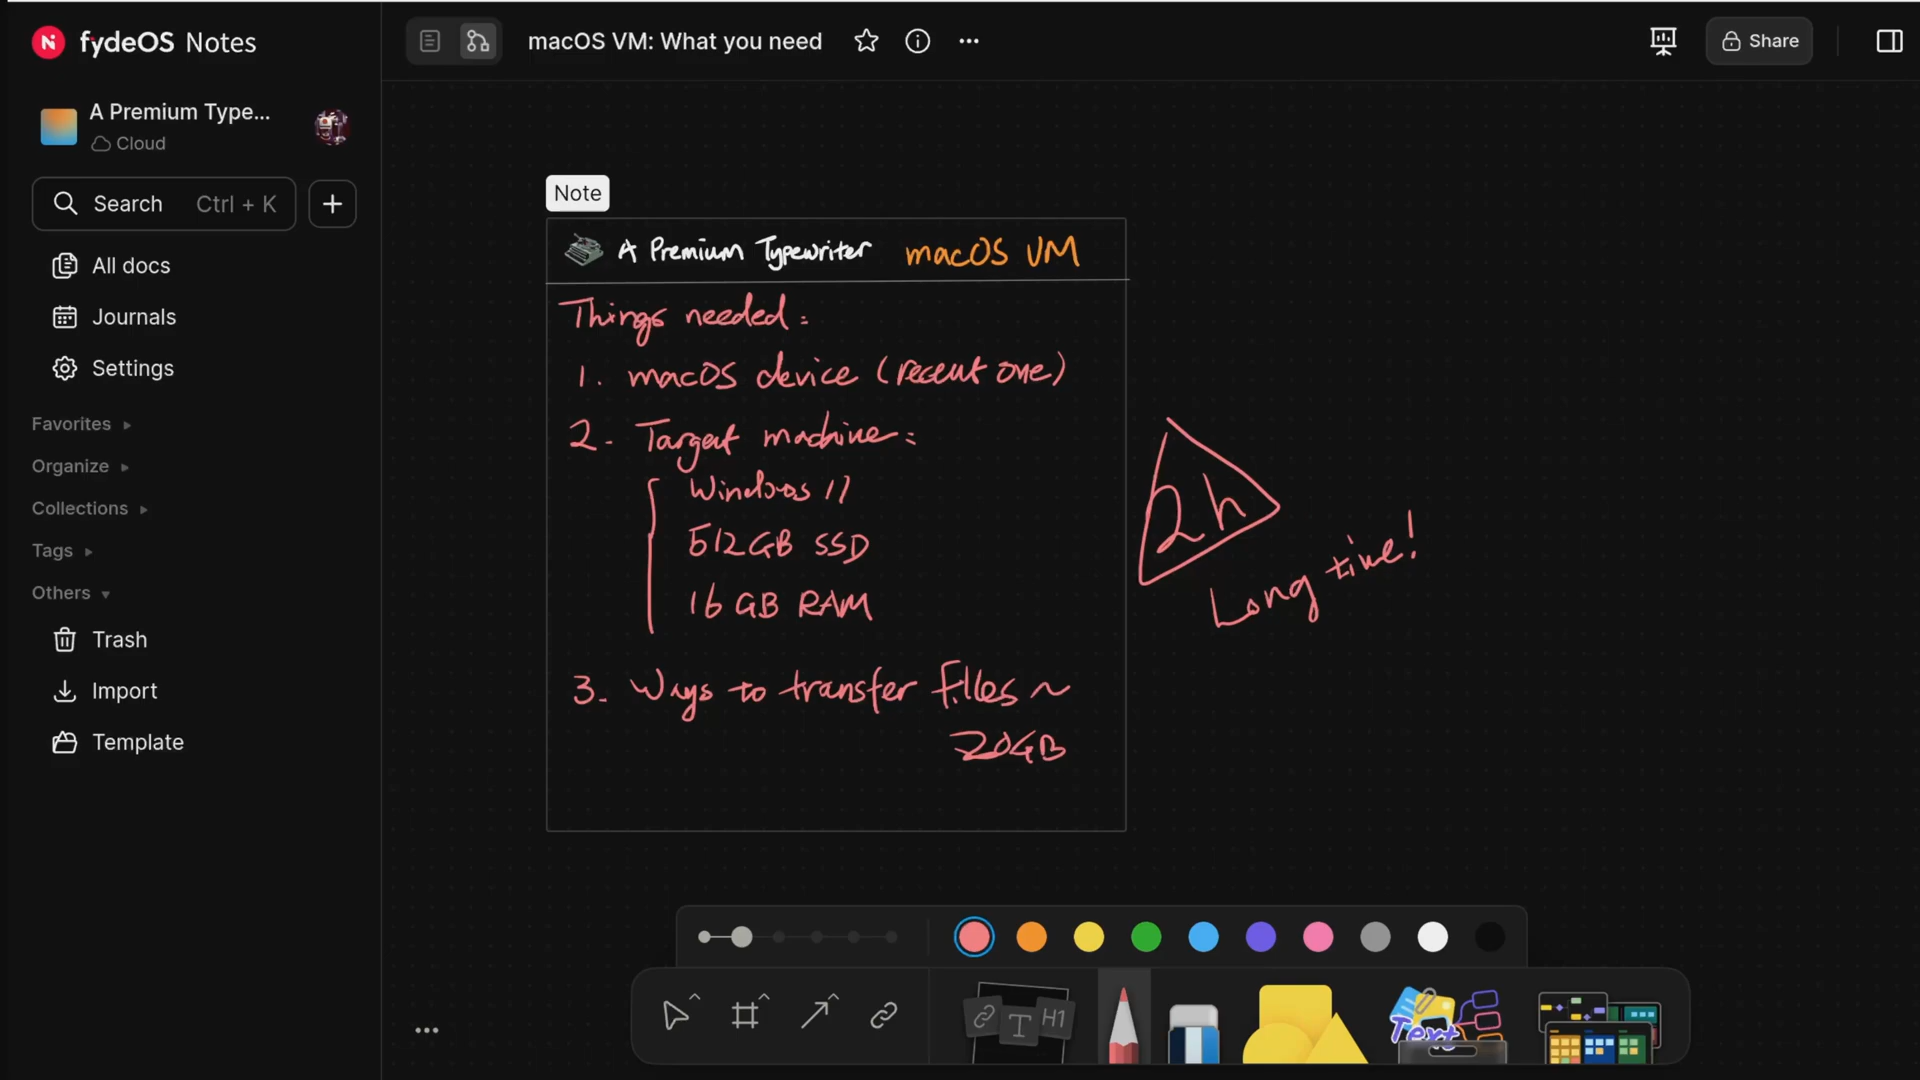 fydeOS Notes
A Premium Type...
Cloud
Search Ctrl + K
All docs
Journals
Settings
Favorites
Organize
Collections
Tags
Others
Trash
Import
Template
macOS VM: What you need
Share
Note
A Premium Typewriter macOS VM
Things needed:
1. macOS device (recent one)
2. Target machine:
Windows 11
512GB SSD
16 GB RAM
3. Ways to transfer files ~
20GB
2h
Long time!
T
H1
Text